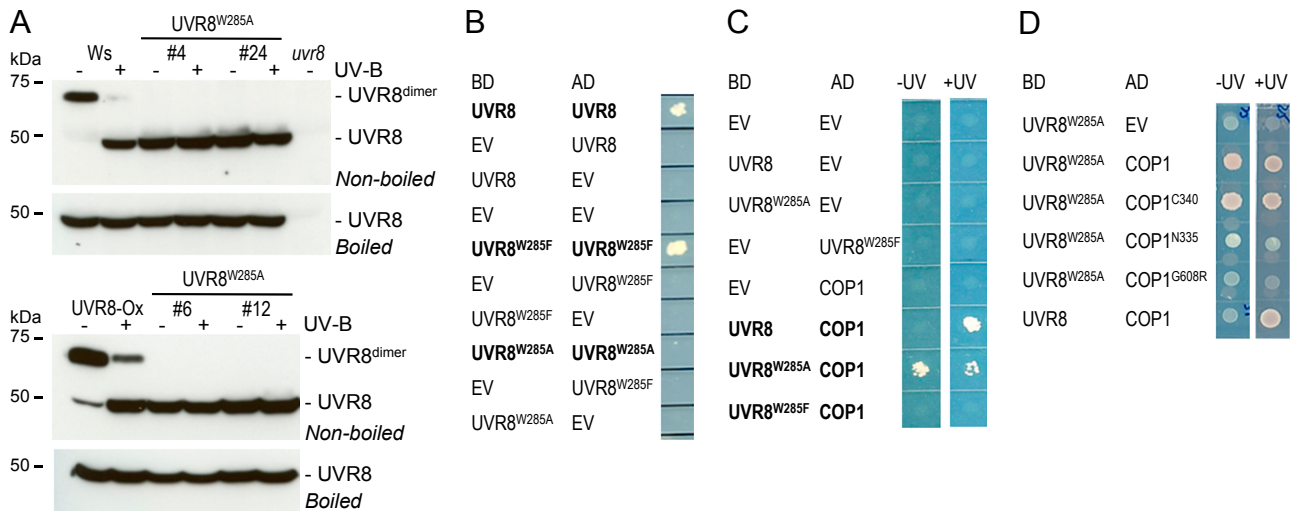 A
UVR8W285A
kDa Ws #4 #24 uvr8
- + - + - + - UV-B
75
- UVR8dimer
50 - UVR8
Non-boiled
50 - UVR8
Boiled
UVR8W285A
UVR8-Ox #6 #12
kDa - + - + - + UV-B
75
- UVR8dimer
50 - UVR8
Non-boiled
50 - UVR8
Boiled
B
BD AD
UVR8 UVR8
EV UVR8
UVR8 EV
EV EV
UVR8W285F UVR8W285F
EV UVR8W285F
UVR8W285F EV
UVR8W285A UVR8W285A
EV UVR8W285F
UVR8W285A EV
C
BD AD -UV +UV
EV EV
UVR8 EV
UVR8W285A EV
EV UVR8W285F
EV COP1
UVR8 COP1
UVR8W285A COP1
UVR8W285F COP1
D
BD AD -UV +UV
UVR8W285A EV
UVR8W285A COP1
UVR8W285A COP1C340
UVR8W285A COP1N335
UVR8W285A COP1G608R
UVR8 COP1